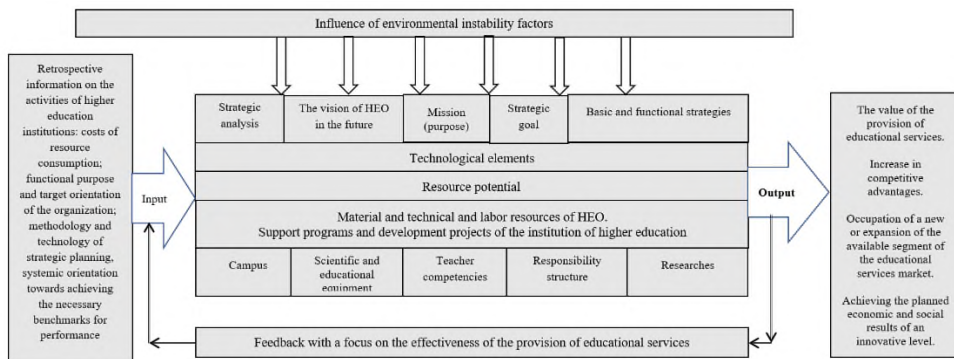 Influence of environmental instability factors
Retrospective
information on the
activities of higher
education
institutions: costs of
resource
consumption;
functional purpose
and target orientation
of the organization;
methodology and
technology of
strategic planning,
systemic orientation
towards achieving
the necessary
benchmarks for
performance
Input
Strategic
analysis
The vision of HEO
in the future
Mission
(purpose)
Strategic
goal
Basic and functional strategies
Technological elements
Resource potential
Material and technical and labor resources of HEO.
Support programs and development projects of the institution of higher education
Campus
Scientific and
educational
equipment
Teacher
competencies
Responsibility
structure
Researches
Feedback with a focus on the effectiveness of the provision of educational services
Output
The value of the
provision of
educational services.
Increase in
competitive
advantages.
Occupation of a new
or expansion of the
available segment of
the educational
services market.
Achieving the planned
economic and social
results of an
innovative level.